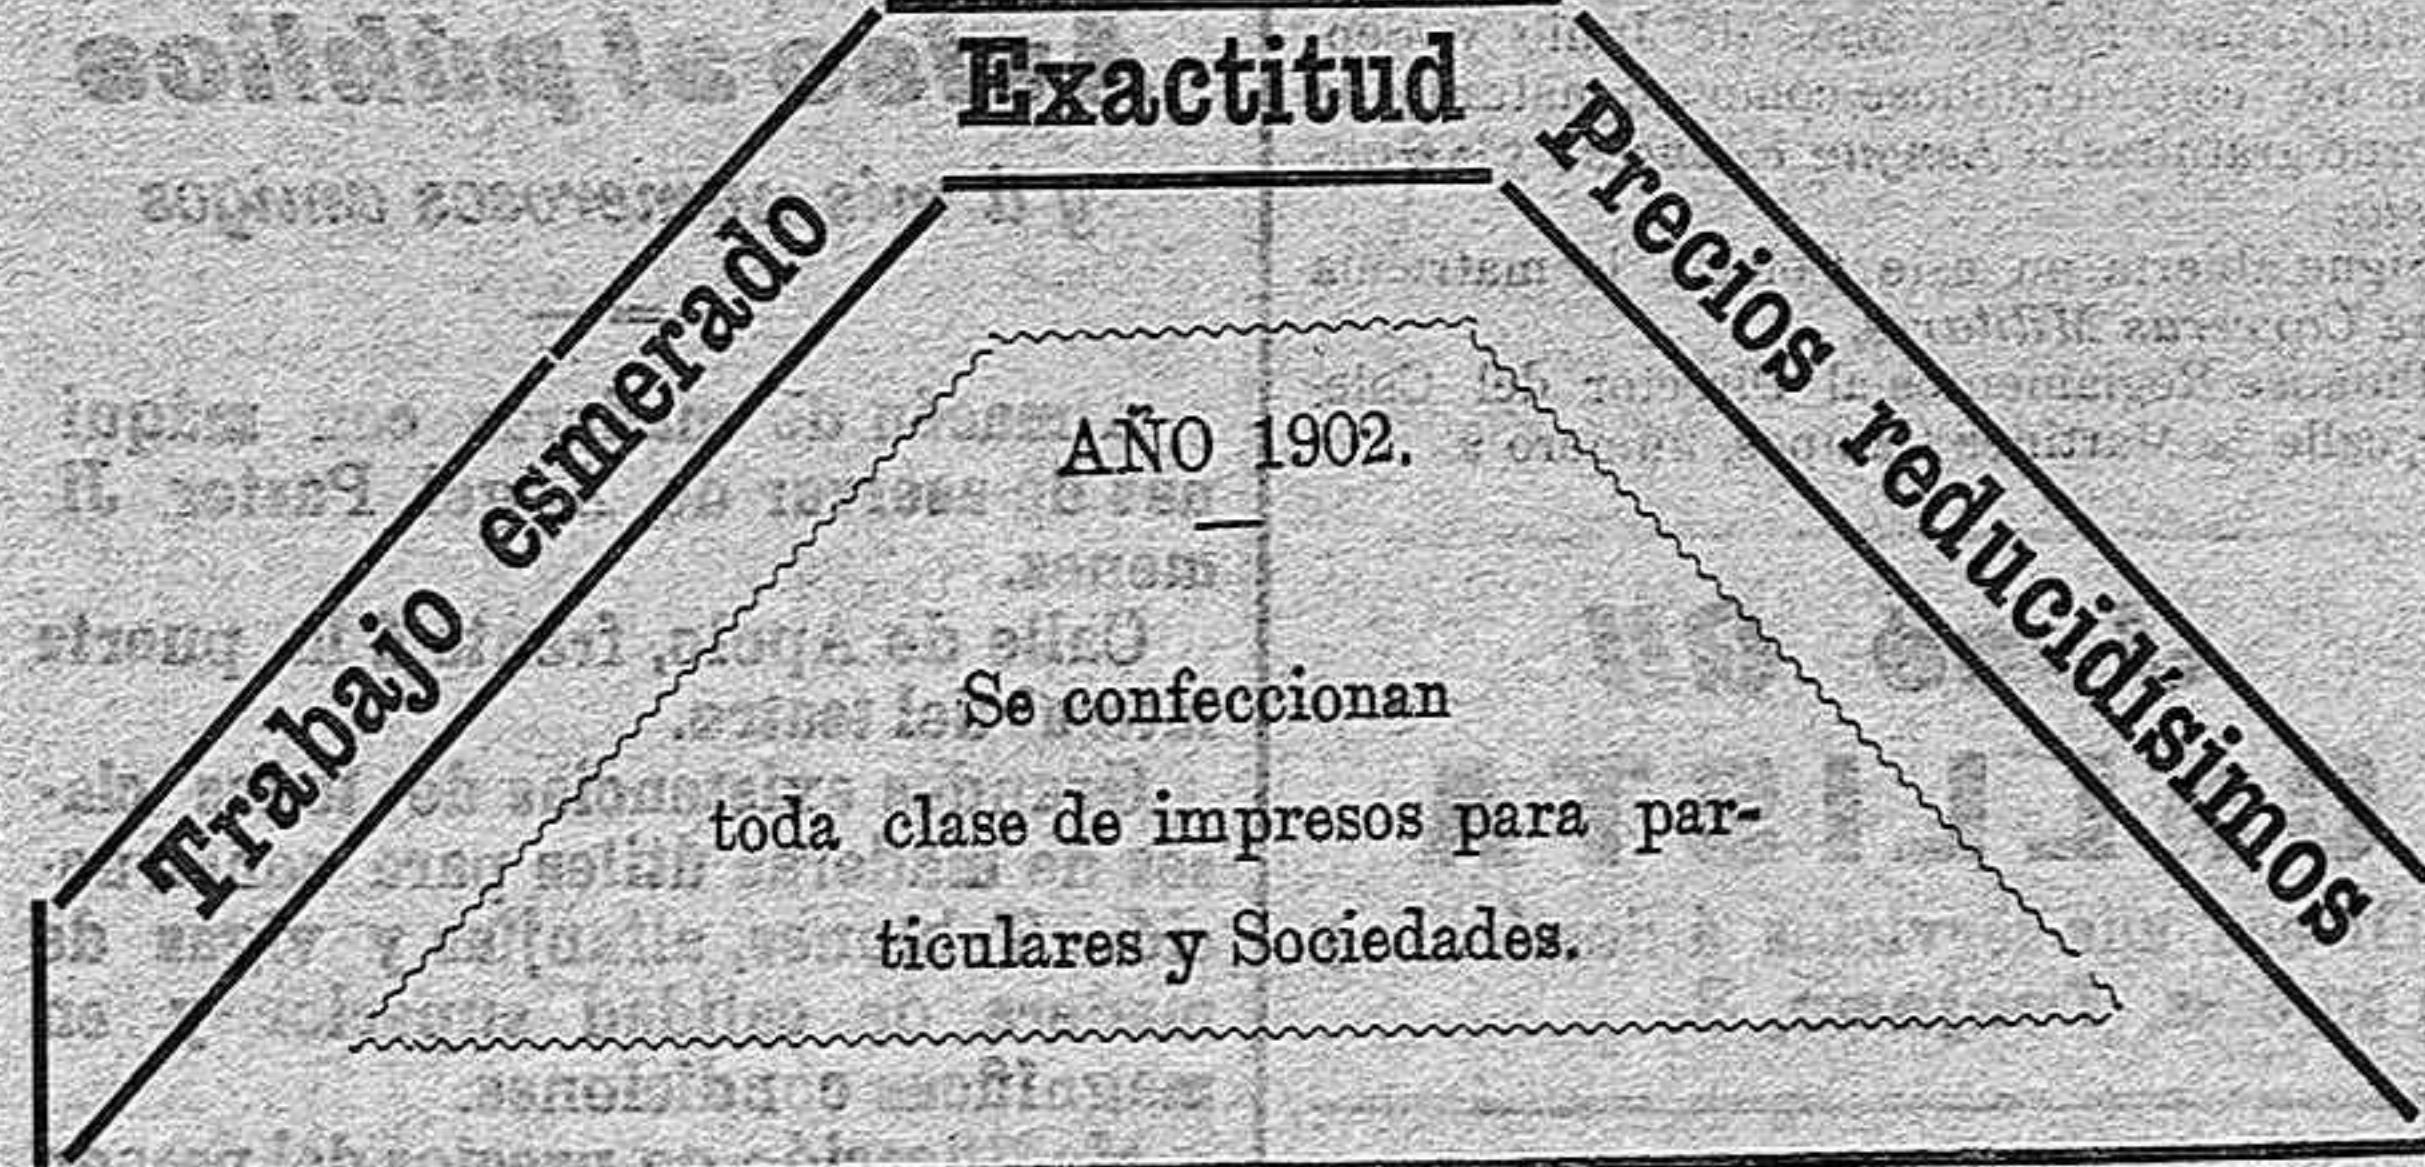 Trabajo esmerado
Exactitud
Precios reducidísimos
AÑO 1902.
Se confeccionan
toda clase de impresos para par-
ticulares y Sociedades.